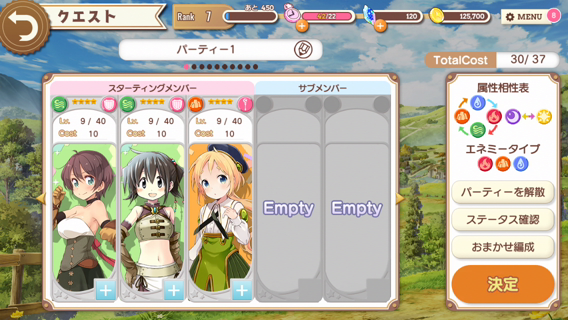 クエスト
Rank 7
あと 450
42/22
120
125,700
MENU 8
パーティー1
TotalCost 30/ 37
スターティングメンバー
サブメンバー
Lv. 9 / 40
Cost 10
Lv. 9 / 40
Cost 10
Lv. 9 / 40
Cost 10
Empty
Empty
属性相性表
エネミータイプ
パーティーを解散
ステータス確認
おまかせ編成
決定